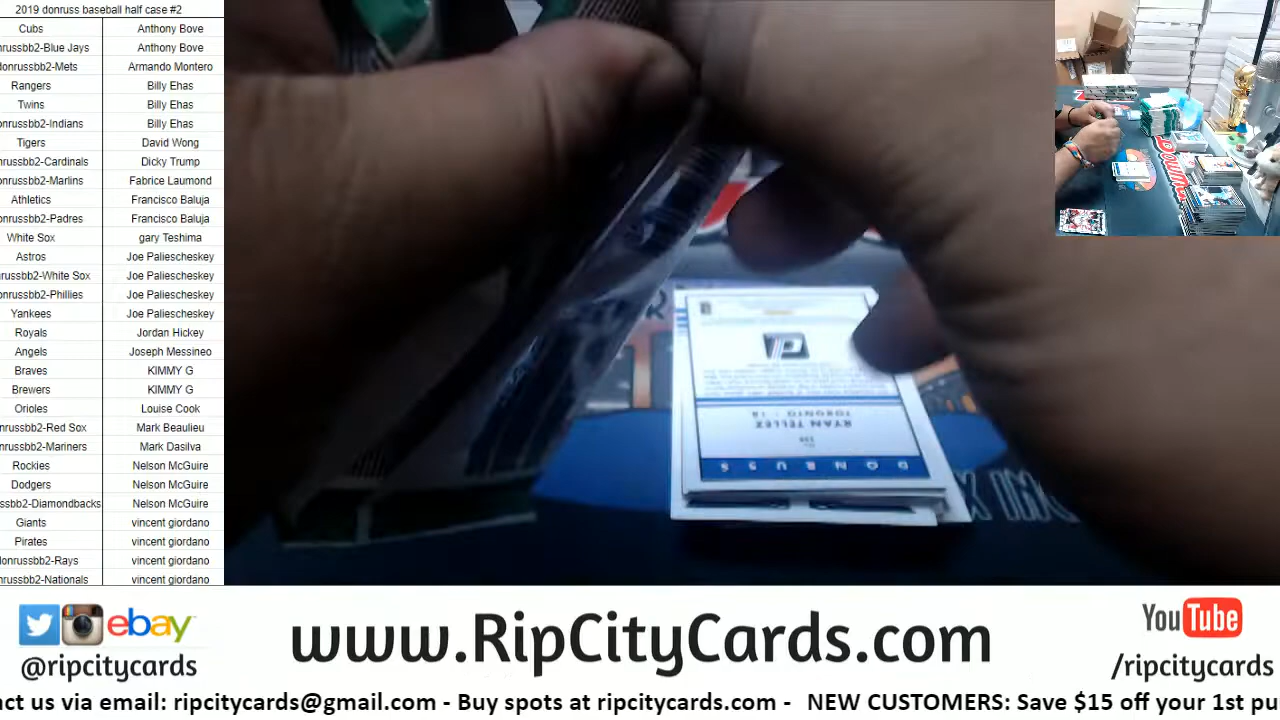 2019 donruss baseball half case #2
Cubs Anthony Bove
nrussbb2-Blue Jays Anthony Bove
donrussbb2-Mets Armando Montero
Rangers Billy Ehas
Twins Billy Ehas
onrussbb2-Indians Billy Ehas
Tigers David Wong
nrussbb2-Cardinals Dicky Trump
onrussbb2-Marlins Fabrice Laumond
Athletics Francisco Baluja
onrussbb2-Padres Francisco Baluja
White Sox gary Teshima
Astros Joe Paliescheskey
onrussbb2-White Sox Joe Paliescheskey
onrussbb2-Phillies Joe Paliescheskey
Yankees Joe Paliescheskey
Royals Jordan Hickey
Angels Joseph Messineo
Braves KIMMY G
Brewers KIMMY G
Orioles Louise Cook
onrussbb2-Red Sox Mark Beaulieu
nrussbb2-Mariners Mark Dasilva
Rockies Nelson McGuire
Dodgers Nelson McGuire
ssbb2-Diamondbacks Nelson McGuire
Giants vincent giordano
Pirates vincent giordano
donrussbb2-Rays vincent giordano
nrussbb2-Nationals vincent giordano
TORONTO - 1B
RYAN TELLEZ
DONRUSS
ebay
@ripcitycards
www.RipCityCards.com
YouTube
/ripcitycards
act us via email: ripcitycards@gmail.com - Buy spots at ripcitycards.com - NEW CUSTOMERS: Save $15 off your 1st pu